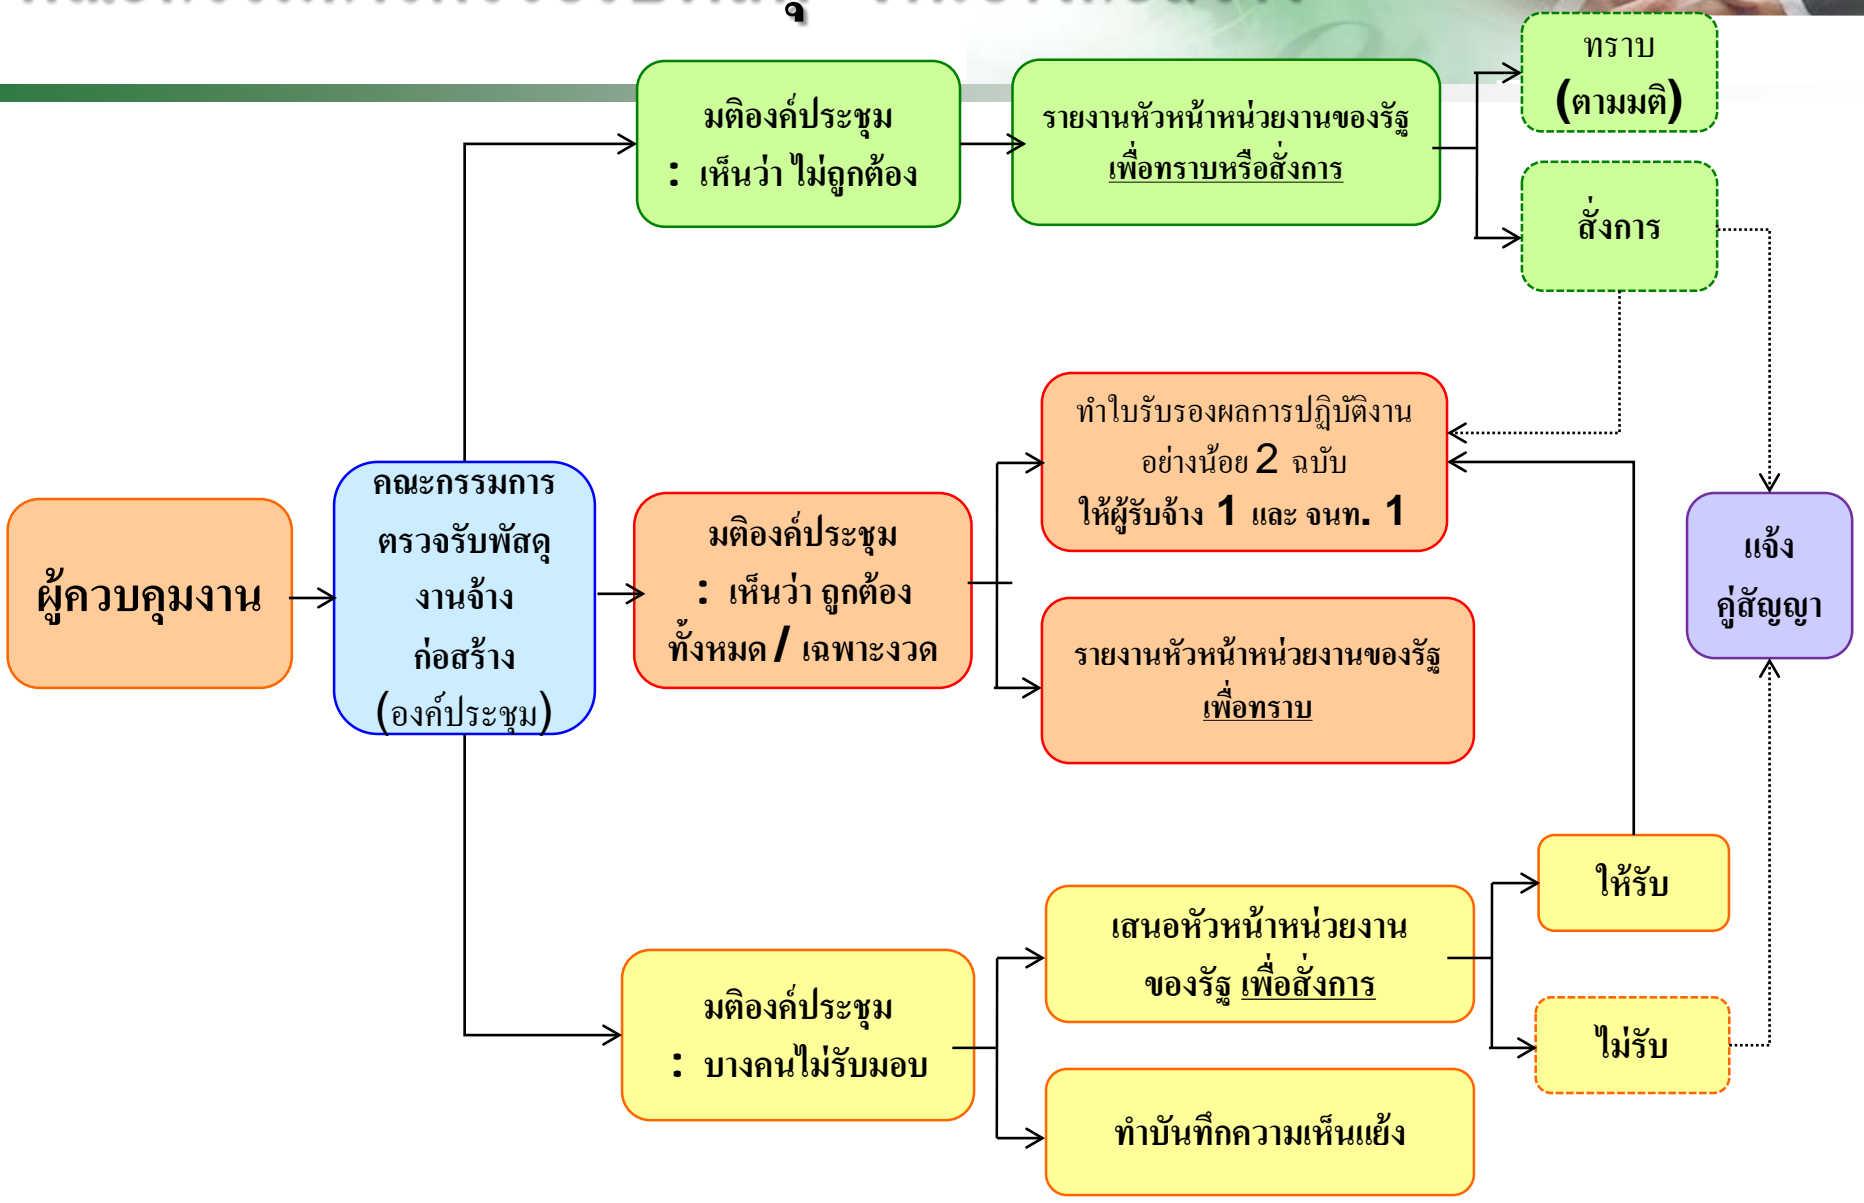 ทราบ
(ตามมติ)
มติองค์ประชุม
: เห็นว่า ไม่ถูกต้อง
รายงานหัวหน้าหน่วยงานของรัฐ
เพื่อทราบหรือสั่งการ
สั่งการ
ผู้ควบคุมงาน
คณะกรรมการ
ตรวจรับพัสดุ
งานจ้าง
ก่อสร้าง
(องค์ประชุม)
มติองค์ประชุม
: เห็นว่า ถูกต้อง
ทั้งหมด / เฉพาะงวด
ทำใบรับรองผลการปฏิบัติงาน
อย่างน้อย 2 ฉบับ
ให้ผู้รับจ้าง 1 และ จนท. 1
รายงานหัวหน้าหน่วยงานของรัฐ
เพื่อทราบ
แจ้ง
คู่สัญญา
มติองค์ประชุม
: บางคนไม่รับมอบ
เสนอหัวหน้าหน่วยงาน
ของรัฐ เพื่อสั่งการ
ให้รับ
ไม่รับ
ทำบันทึกความเห็นแย้ง